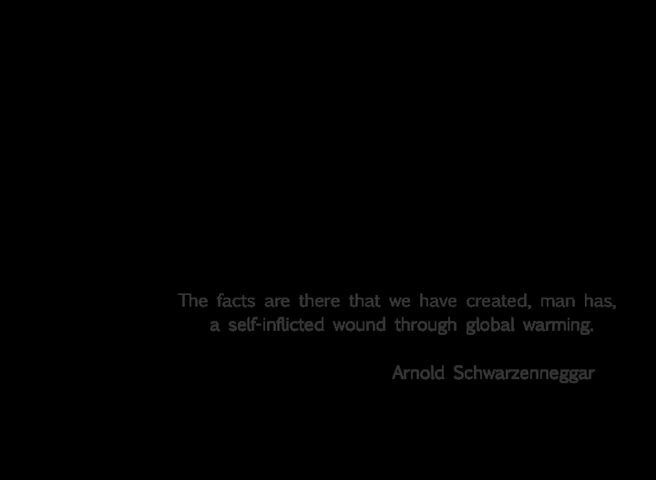 The facts are there that we have created, man has,
a self-inflicted wound through global warming.
Arnold Schwarzenneggar